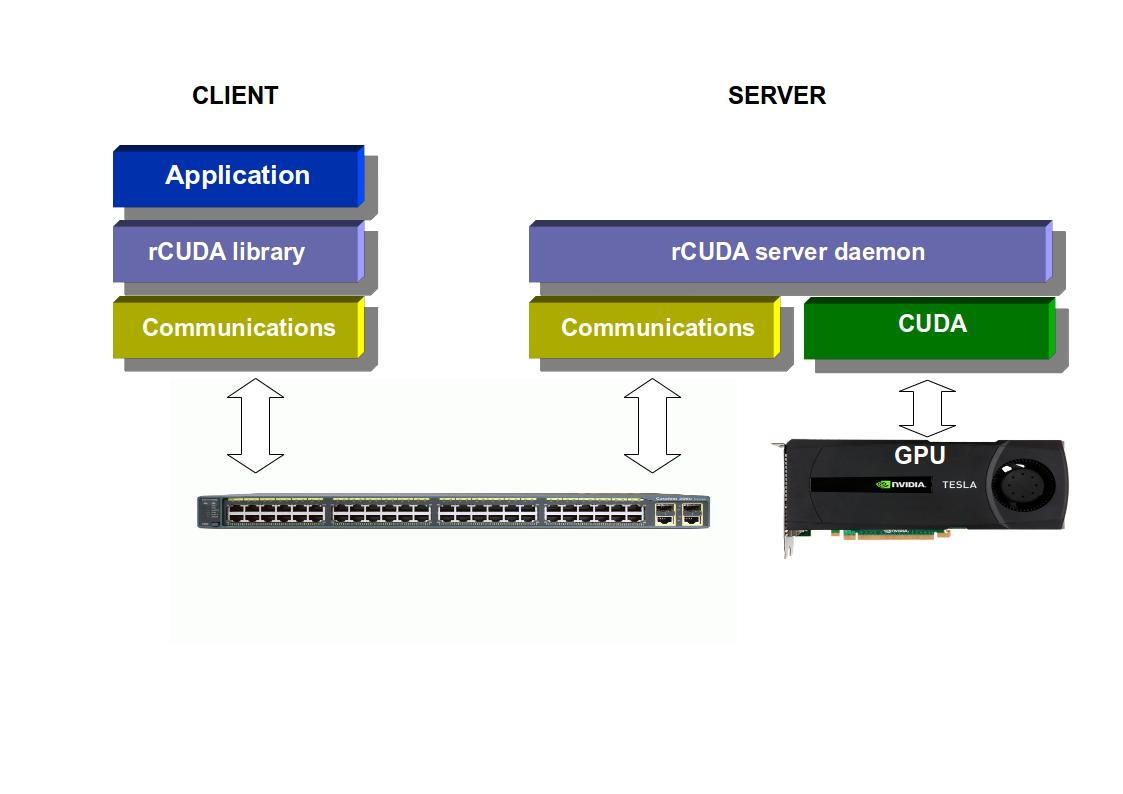 CLIENT
SERVER
Application
rCUDA library
rCUDA server daemon
Communications
Communications
CUDA
GPU
NVIDIA.
TESLA